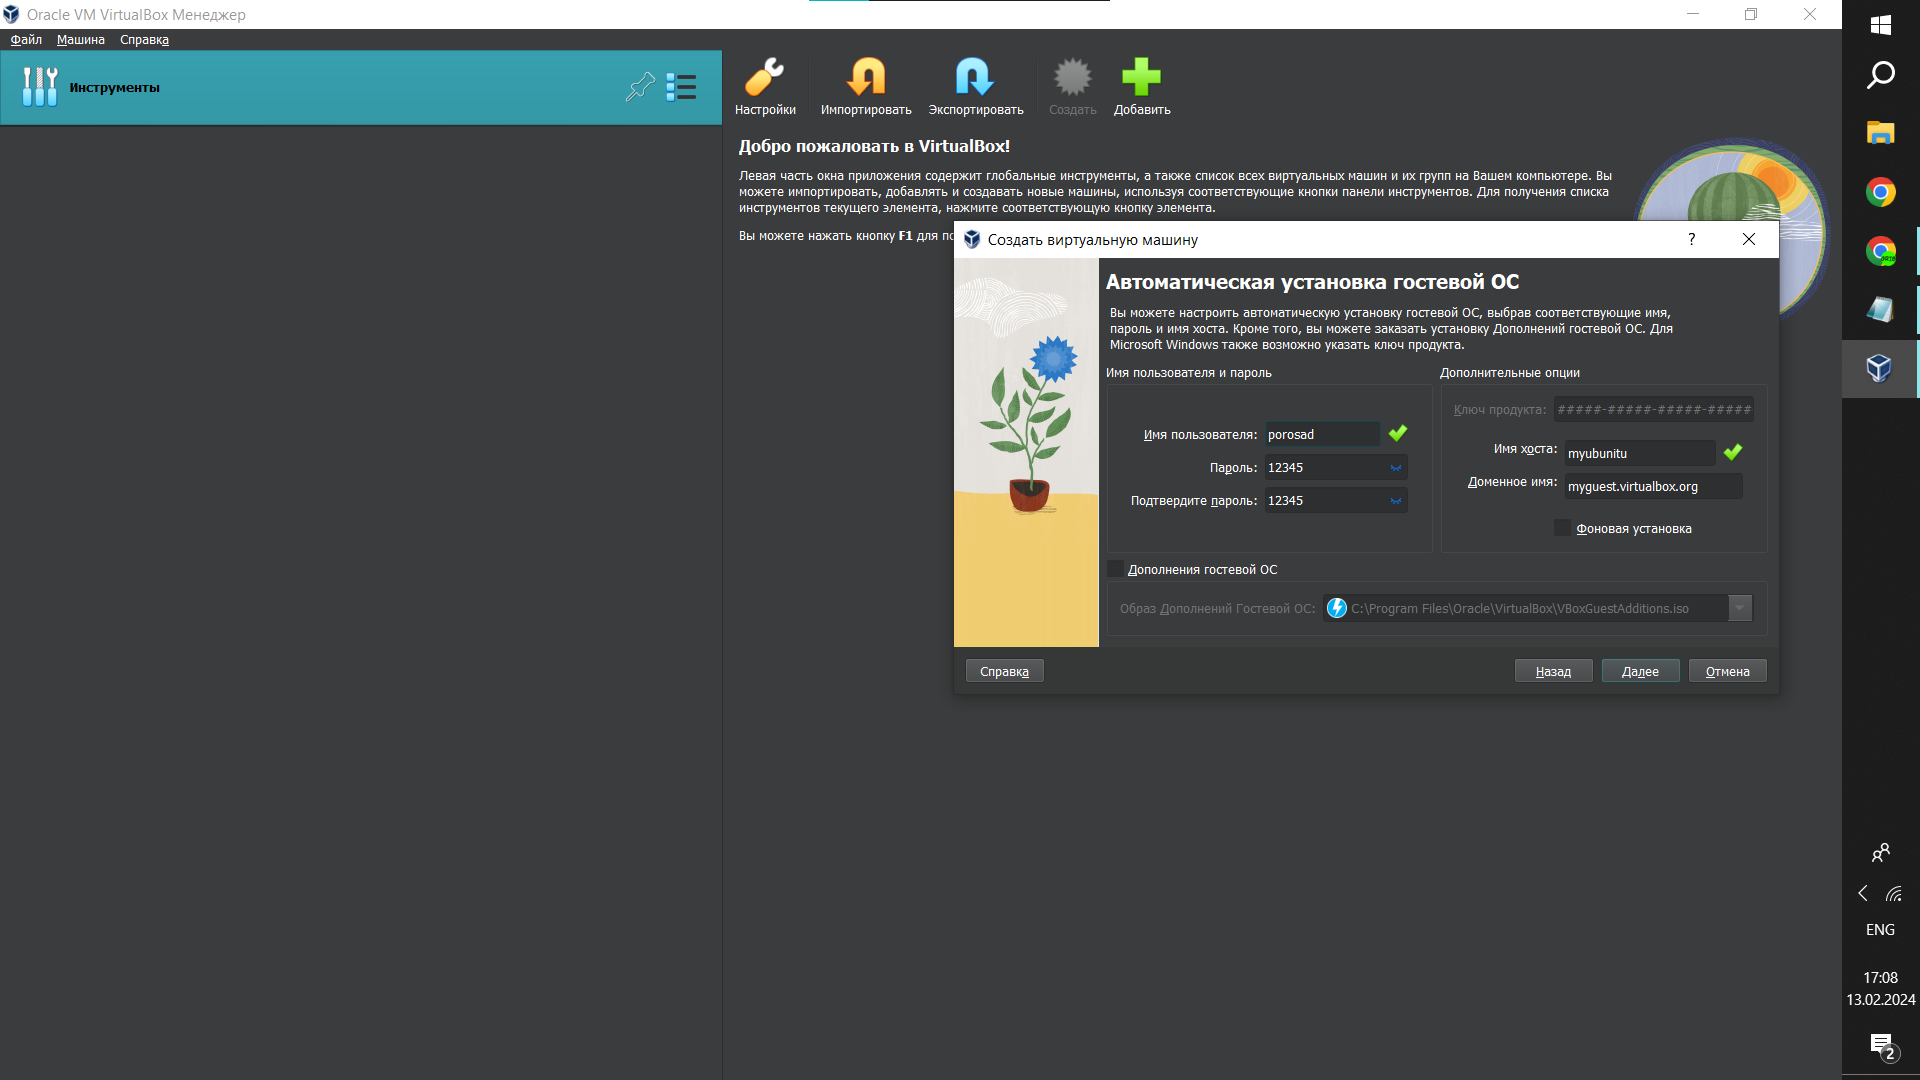 Oracle VM VirtualBox Менеджер
Файл Машина Справка
Инструменты
Настройки Импортировать Экспортировать Создать Добавить
Добро пожаловать в VirtualBox!
Левая часть окна приложения содержит глобальные инструменты, а также список всех виртуальных машин и их групп на Вашем компьютере. Вы
можете импортировать, добавлять и создавать новые машины, используя соответствующие кнопки панели инструментов. Для получения списка
инструментов текущего элемента, нажмите соответствующую кнопку элемента.
Вы можете нажать кнопку F1 для по
Создать виртуальную машину
?
Автоматическая установка гостевой ОС
Вы можете настроить автоматическую установку гостевой ОС, выбрав соответствующие имя,
пароль и имя хоста. Кроме того, вы можете заказать установку Дополнений гостевой ОС. Для
Microsoft Windows также возможно указать ключ продукта.
Имя пользователя и пароль
Имя пользователя: porosad
Пароль: 12345
Подтвердите пароль: 12345
Дополнительные опции
Ключ продукта: #####-#####-#####-#####
Имя хоста: myubunitu
Доменное имя: myguest.virtualbox.org
Фоновая установка
Дополнения гостевой ОС
Образ Дополнений Гостевой ОС: C:\Program Files\Oracle\VirtualBox\VBoxGuestAdditions.iso
Справка Назад Далее Отмена
ENG
17:08
13.02.2024
2